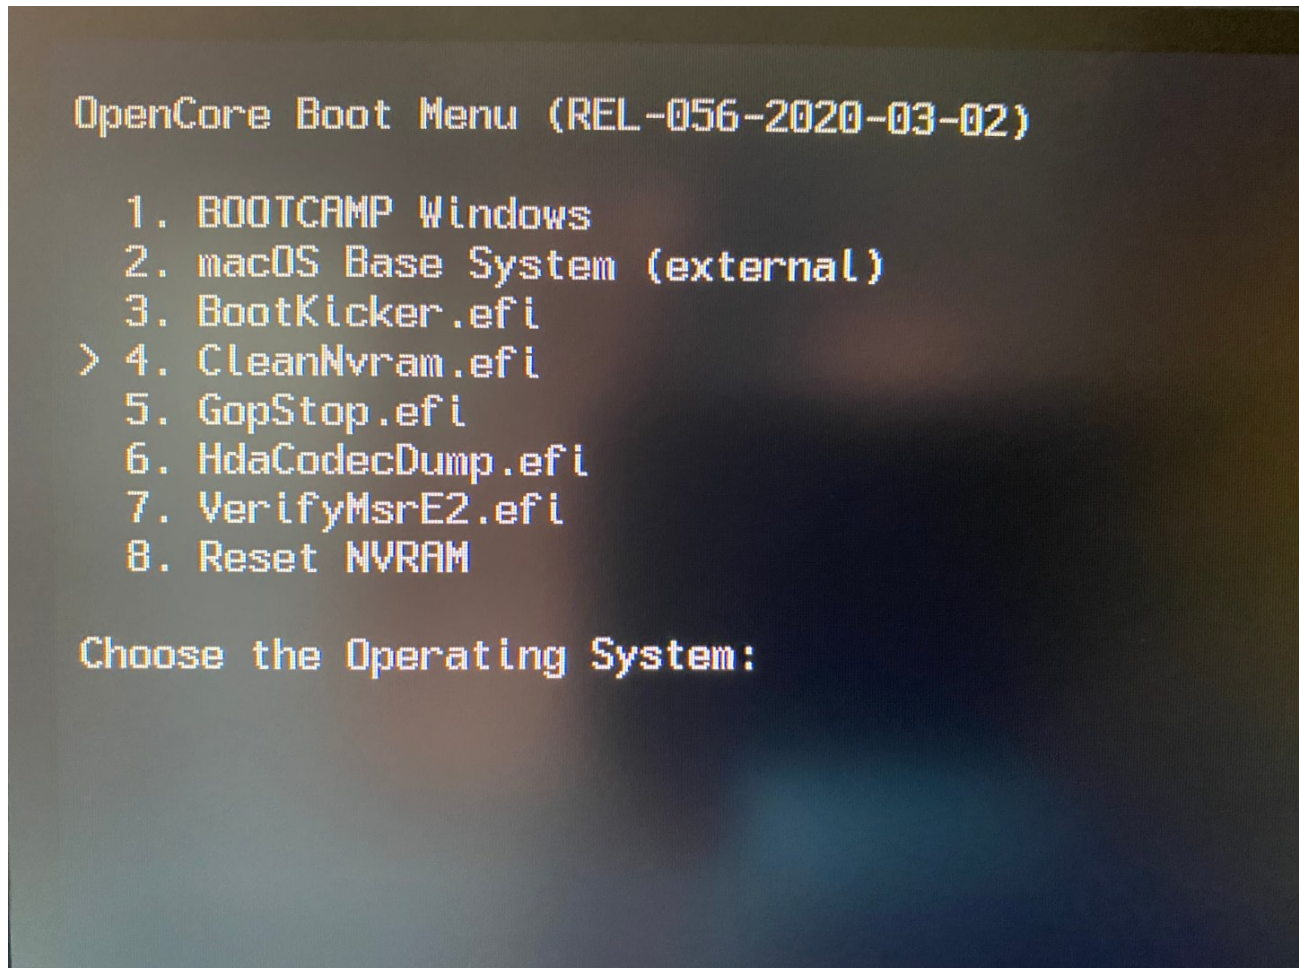 OpenCore Boot Menu (REL-056-2020-03-02)
1. BOOTCAMP Windows
2. macOS Base System (external)
3. BootKicker.efi
> 4. CleanNvram.efi
5. GopStop.efi
6. HdaCodecDump.efi
7. VerifyMsrE2.efi
8. Reset NVRAM
Choose the Operating System: